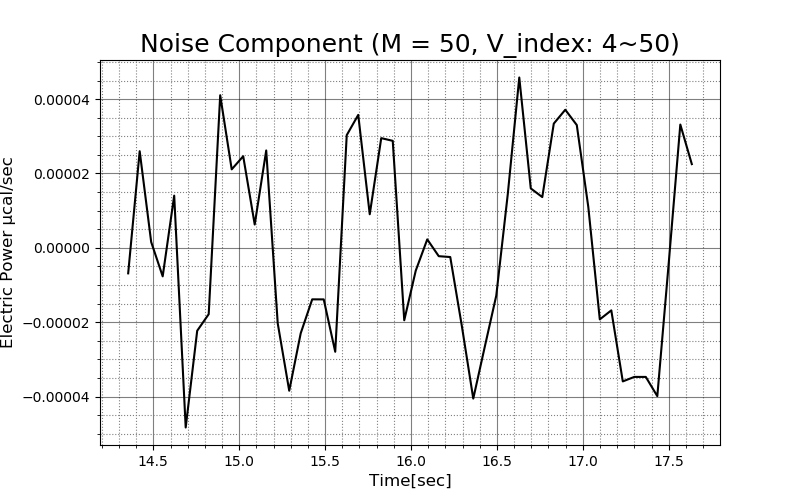 Noise Component (M = 50, V_index: 4~50)
0.00004
0.00002
0.00000
−0.00002
−0.00004
Electric Power μcal/sec
14.5 15.0 15.5 16.0 16.5 17.0 17.5
Time[sec]